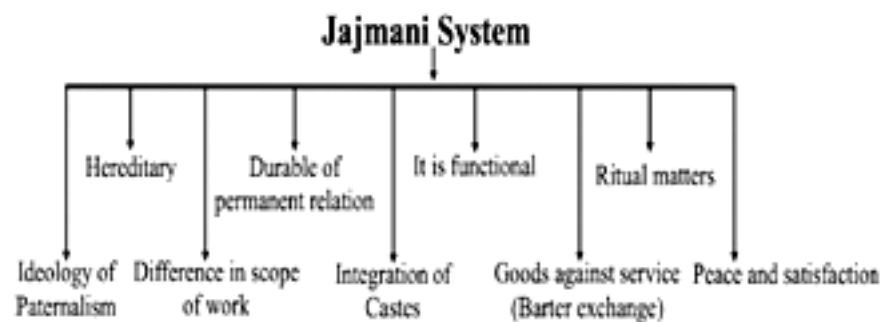 Jajmani System
Hereditary
Durable of
permanent relation
It is functional
Ritual matters
Ideology of
Paternalism
Difference in scope
of work
Integration of
Castes
Goods against service
(Barter exchange)
Peace and satisfaction